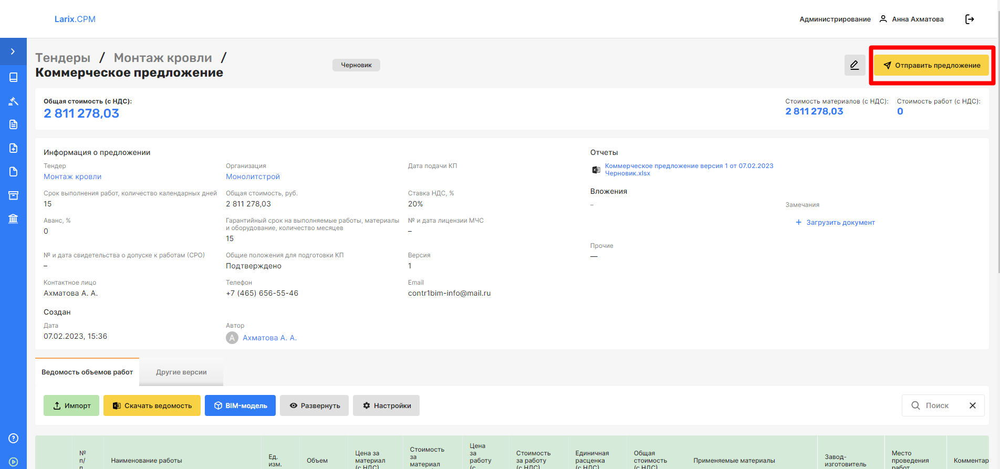 Larix.CPM
Администрирование
Анна Ахматова
Тендеры / Монтаж кровли /
Коммерческое предложение
Черновик
Отправить предложение
Общая стоимость (с НДС):
2 811 278,03
Стоимость материалов (с НДС):
2 811 278,03
Стоимость работ (с НДС):
0
Информация о предложении
Тендер
Монтаж кровли
Организация
Монолитстрой
Дата подачи КП
Срок выполнения работ, количество календарных дней
15
Общая стоимость, руб.
2 811 278,03
Ставка НДС, %
20%
Аванс, %
0
Гарантийный срок на выполняемые работы, материалы
и оборудование, количество месяцев
15
№ и дата лицензии МЧС
–
№ и дата свидетельства о допуске к работам (СРО)
–
Общие положения для подготовки КП
Подтверждено
Версия
1
Контактное лицо
Ахматова А. А.
Телефон
+7 (465) 656-55-46
Email
contr1bim-info@mail.ru
Создан
Дата
07.02.2023, 15:36
Автор
А
Ахматова А. А.
Отчеты
Коммерческое предложение версия 1 от 07.02.2023
Черновик.xlsx
Вложения
–
Замечания
+ Загрузить документ
Прочие
—
Ведомость объемов работ
Другие версии
Импорт
Скачать ведомость
BIM-модель
Развернуть
Настройки
Поиск
№
п/
п
Наименование работы
Ед.
изм.
Объем
Цена за
материал
(с НДС)
Стоимость
за
материал
Цена
за
работу
(с
Стоимость
за работу
(с НДС)
Единичная
расценка
(с НДС)
Общая
стоимость
(с НДС)
Применяемые материалы
Завод-
изготовитель
Место
проведения
работ
Комментар